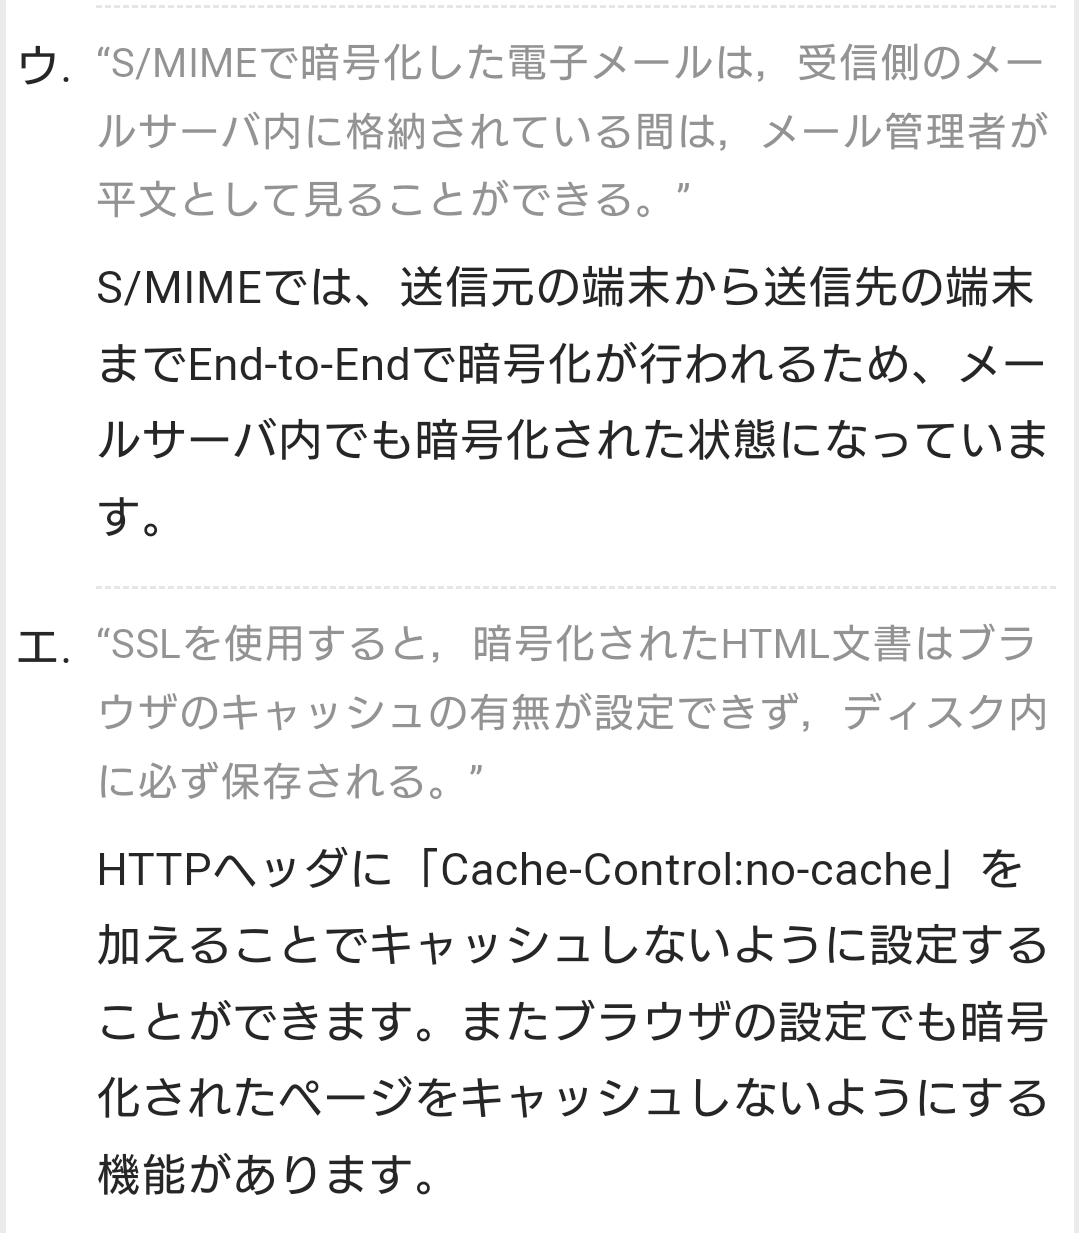 ウ. “S/MIMEで暗号化した電子メールは，受信側のメー
ルサーバ内に格納されている間は，メール管理者が
平文として見ることができる。”
S/MIMEでは、送信元の端末から送信先の端末
までEnd-to-Endで暗号化が行われるため、メー
ルサーバ内でも暗号化された状態になっていま
す。
エ. “SSLを使用すると，暗号化されたHTML文書はブラ
ウザのキャッシュの有無が設定できず，ディスク内
に必ず保存される。”
HTTPヘッダに「Cache-Control:no-cache」を
加えることでキャッシュしないように設定する
ことができます。またブラウザの設定でも暗号
化されたページをキャッシュしないようにする
機能があります。